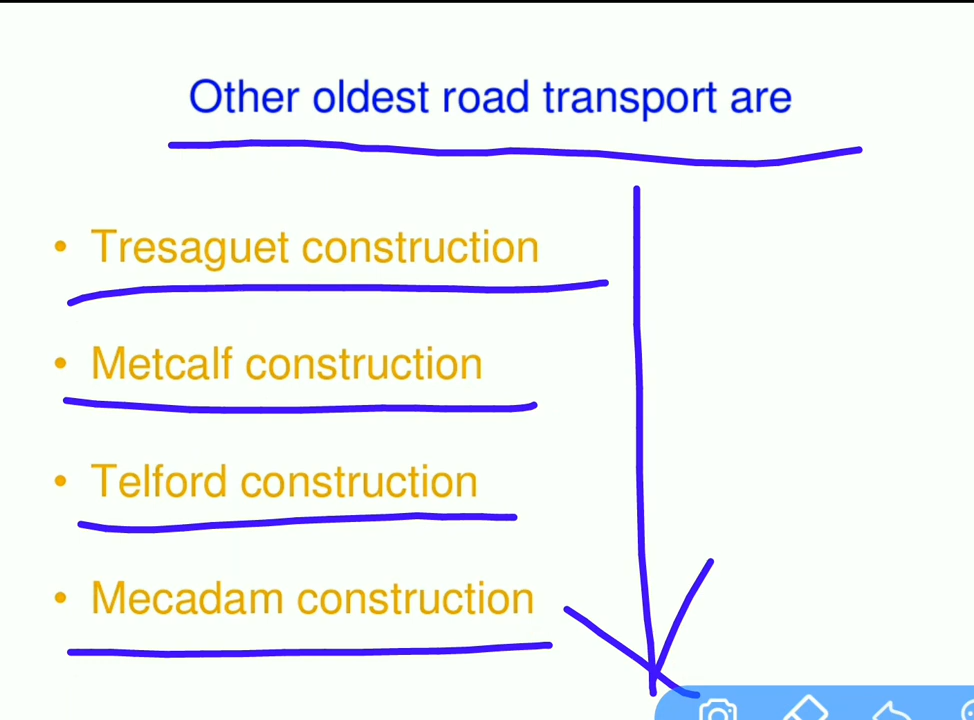 Other oldest road transport are
• Tresaguet construction
• Metcalf construction
• Telford construction
• Mecadam construction